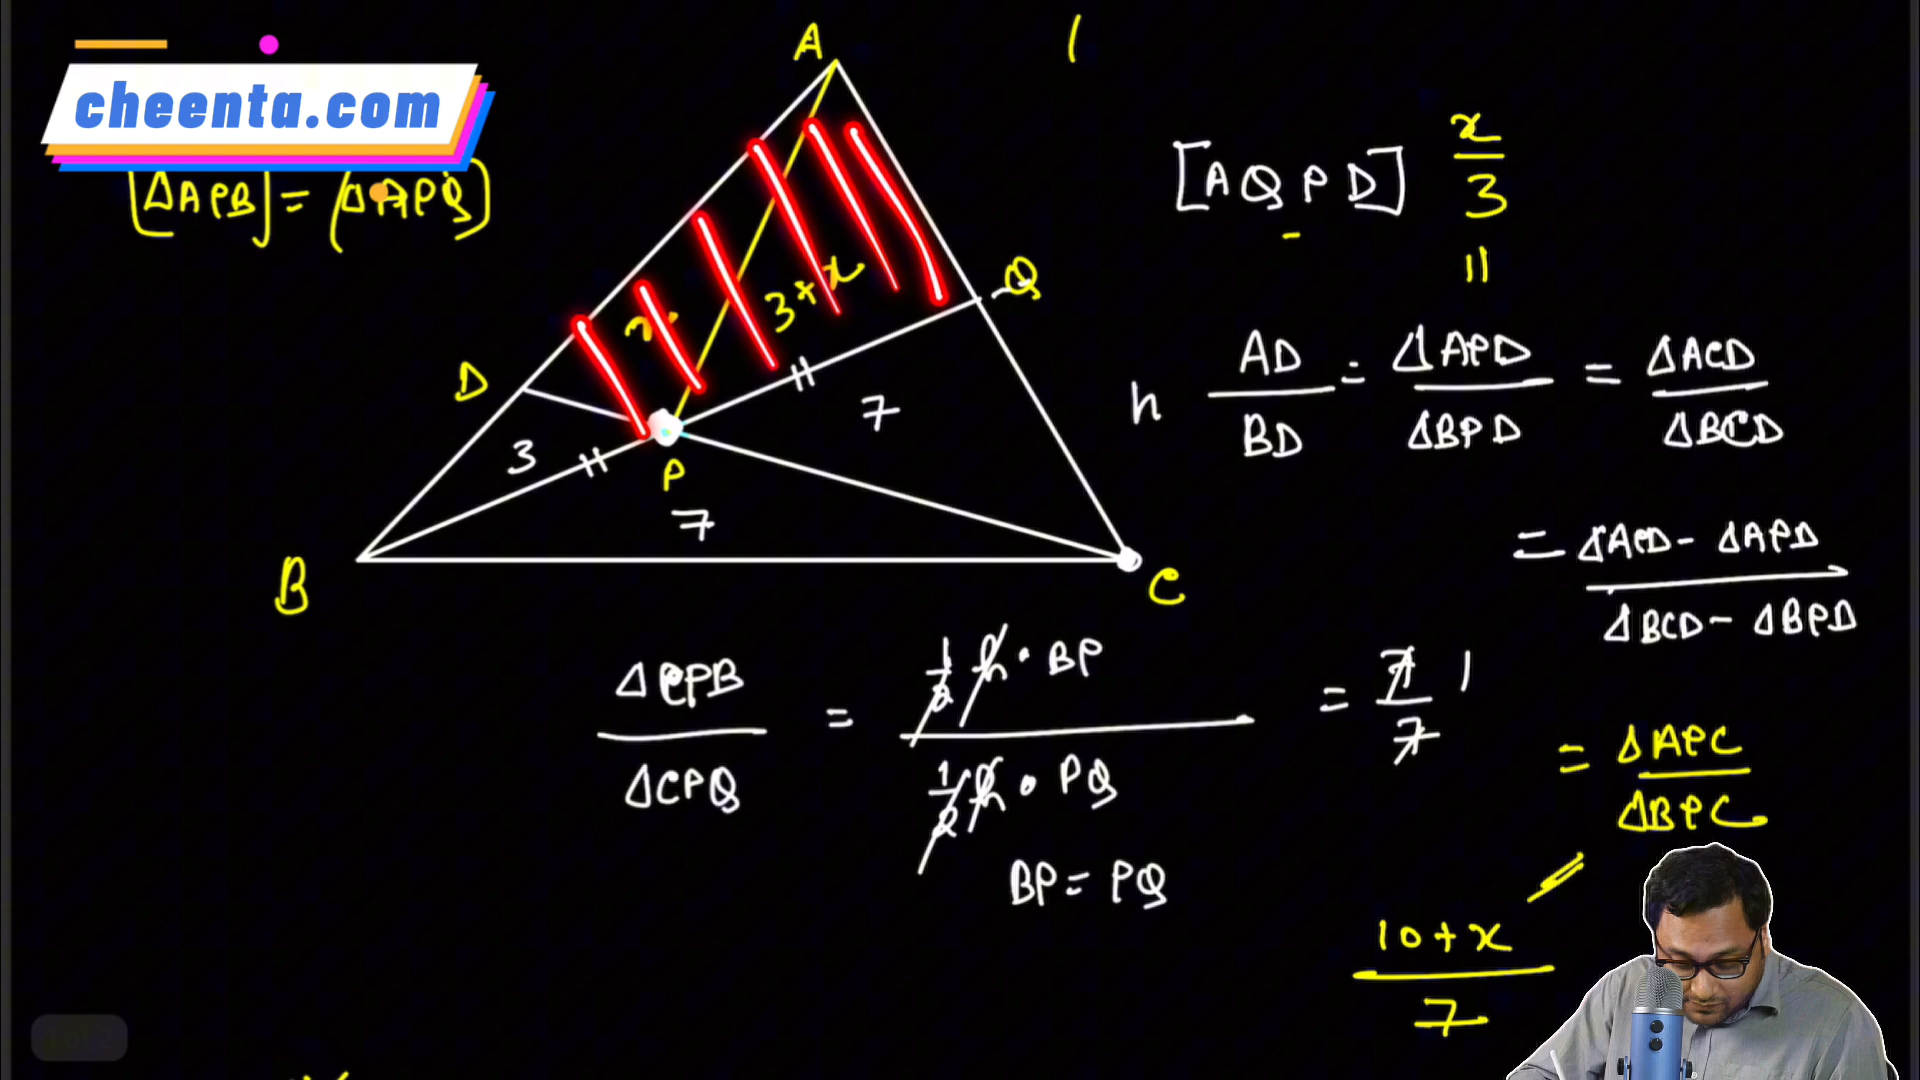 cheenta.com
[ΔAPB] = [ΔAPQ]
A
D
3
x
3+x
Q
7
P
7
B
C
[AQPD]
x/3
=
AD/BD = ΔAPD/ΔBPD = ΔACD/ΔBCD
= ΔACD - ΔAPD / ΔBCD - ΔBPD
= ΔAPC/ΔBPC
10+x / 7
ΔCPB/ΔCPQ = 1/2 h · BP / 1/2 h · PQ = 7/7 1
BP = PQ